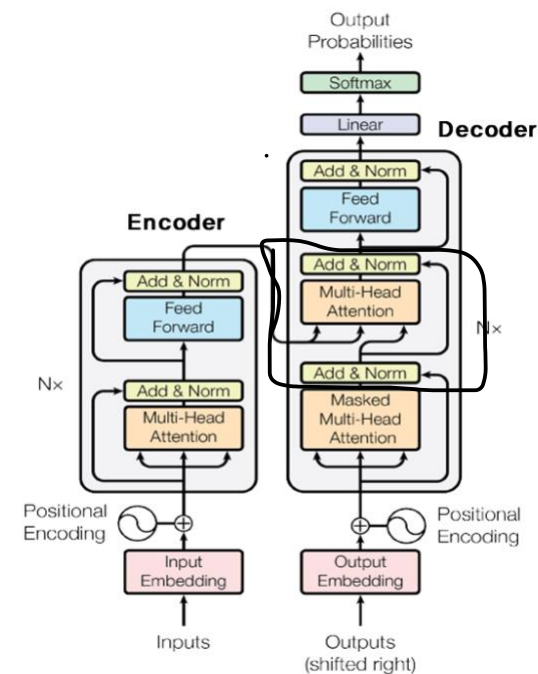 Output
Probabilities
Softmax
Linear
Decoder
Add & Norm
Feed
Forward
Add & Norm
Multi-Head
Attention
Nx
Add & Norm
Masked
Multi-Head
Attention
Encoder
Add & Norm
Feed
Forward
Nx
Add & Norm
Multi-Head
Attention
Positional
Encoding
Positional
Encoding
Input
Embedding
Output
Embedding
Inputs
Outputs
(shifted right)